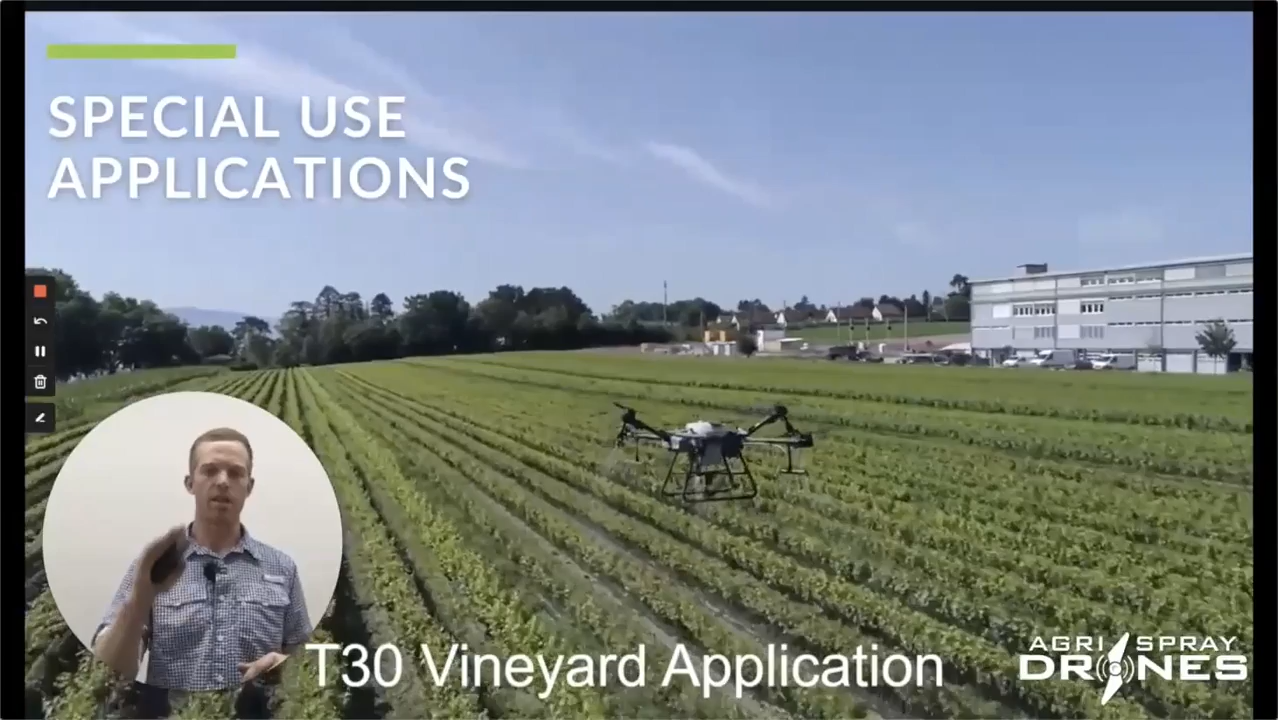 SPECIAL USE
APPLICATIONS
T30 Vineyard Application
AGRI SPRAY
DRONES